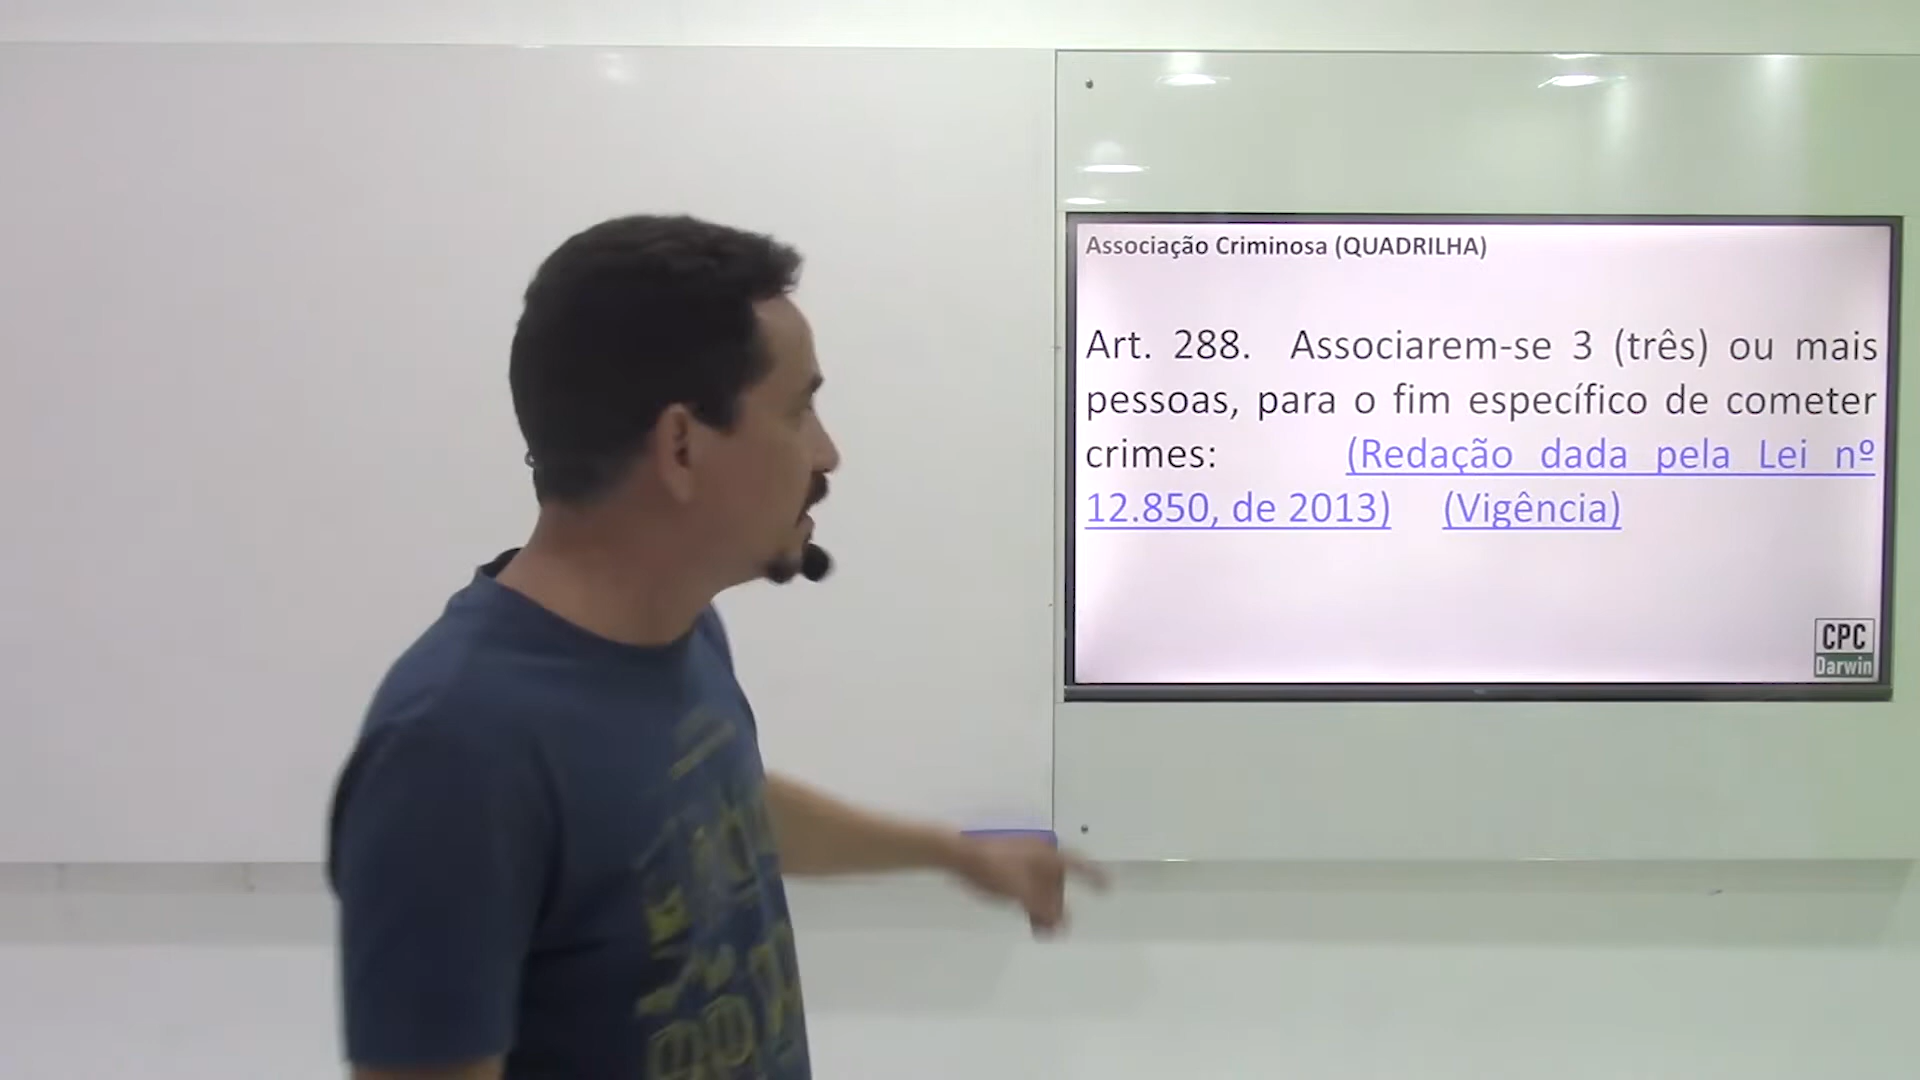 Associação Criminosa (QUADRILHA)
Art. 288. Associarem-se 3 (três) ou mais
pessoas, para o fim específico de cometer
crimes: (Redação dada pela Lei nº
12.850, de 2013) (Vigência)
CPC
Darwin